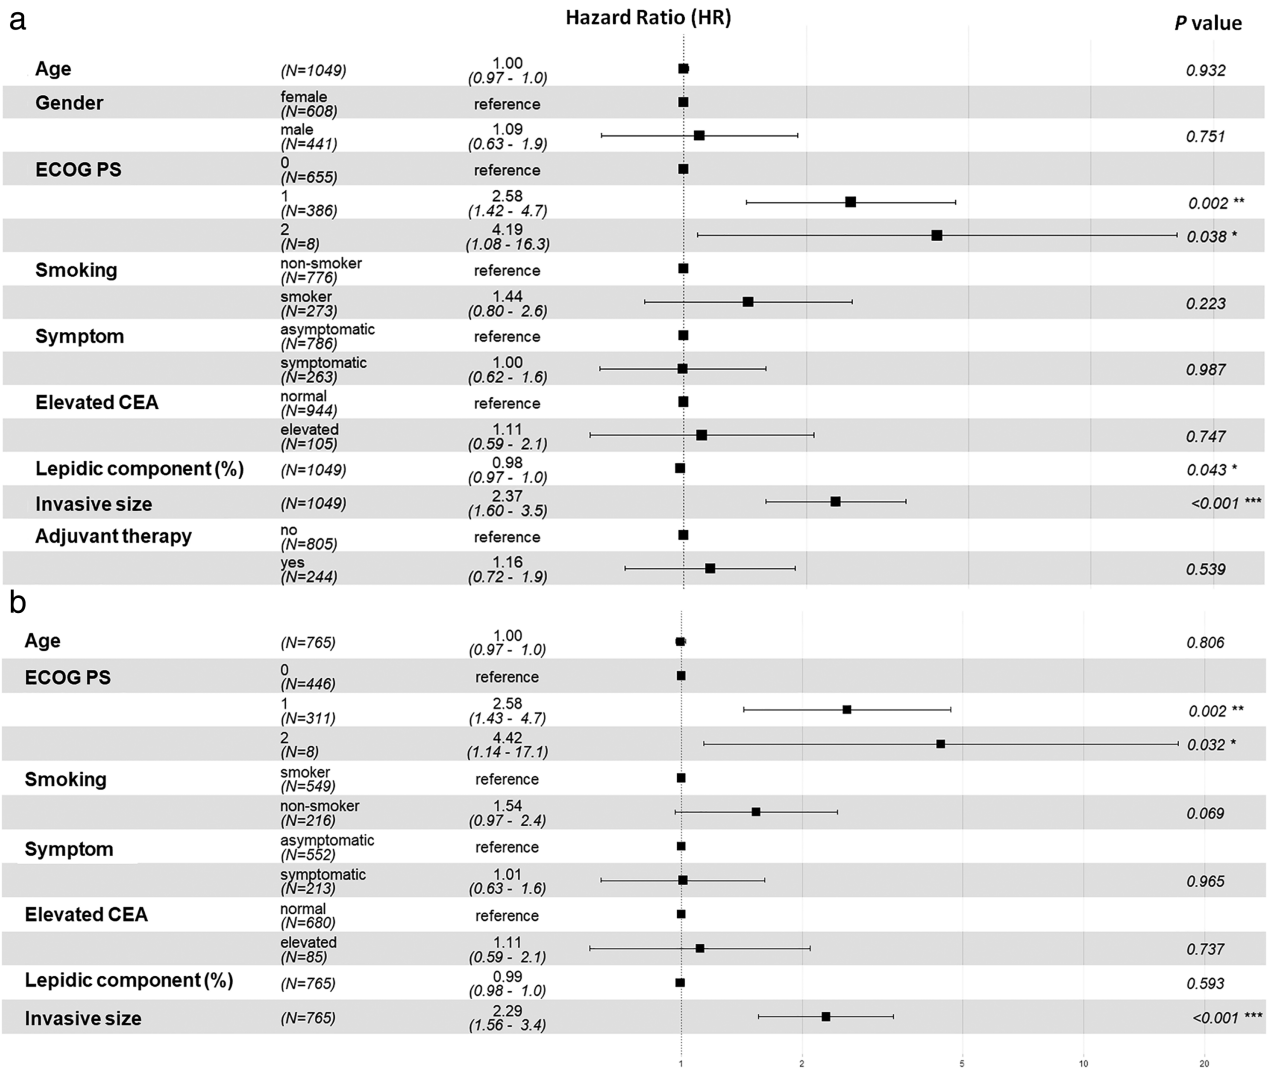 a
Hazard Ratio (HR)
P value
Age (N=1049) 1.00 0.932
(0.97 - 1.0)
Gender female reference
(N=608)
male 1.09 0.751
(N=441) (0.63 - 1.9)
ECOG PS 0 reference
(N=655)
1 2.58 0.002 **
(N=386) (1.42 - 4.7)
2 4.19 0.038 *
(N=8) (1.08 - 16.3)
Smoking non-smoker reference
(N=776)
smoker 1.44 0.223
(N=273) (0.80 - 2.6)
Symptom asymptomatic reference
(N=786)
symptomatic 1.00 0.987
(N=263) (0.62 - 1.6)
Elevated CEA normal reference
(N=944)
elevated 1.11 0.747
(N=105) (0.59 - 2.1)
Lepidic component (%) (N=1049) 0.98 0.043 *
(0.97 - 1.0)
Invasive size (N=1049) 2.37 <0.001 ***
(1.60 - 3.5)
Adjuvant therapy no reference
(N=805)
yes 1.16 0.539
(N=244) (0.72 - 1.9)
b
Age (N=765) 1.00 0.806
(0.97 - 1.0)
ECOG PS 0 reference
(N=446)
1 2.58 0.002 **
(N=311) (1.43 - 4.7)
2 4.42 0.032 *
(N=8) (1.14 - 17.1)
Smoking smoker reference
(N=549)
non-smoker 1.54 0.069
(N=216) (0.97 - 2.4)
Symptom asymptomatic reference
(N=552)
symptomatic 1.01 0.965
(N=213) (0.63 - 1.6)
Elevated CEA normal reference
(N=680)
elevated 1.11 0.737
(N=85) (0.59 - 2.1)
Lepidic component (%) (N=765) 0.99 0.593
(0.98 - 1.0)
Invasive size (N=765) 2.29 <0.001 ***
(1.56 - 3.4)
1 2 5 10 20